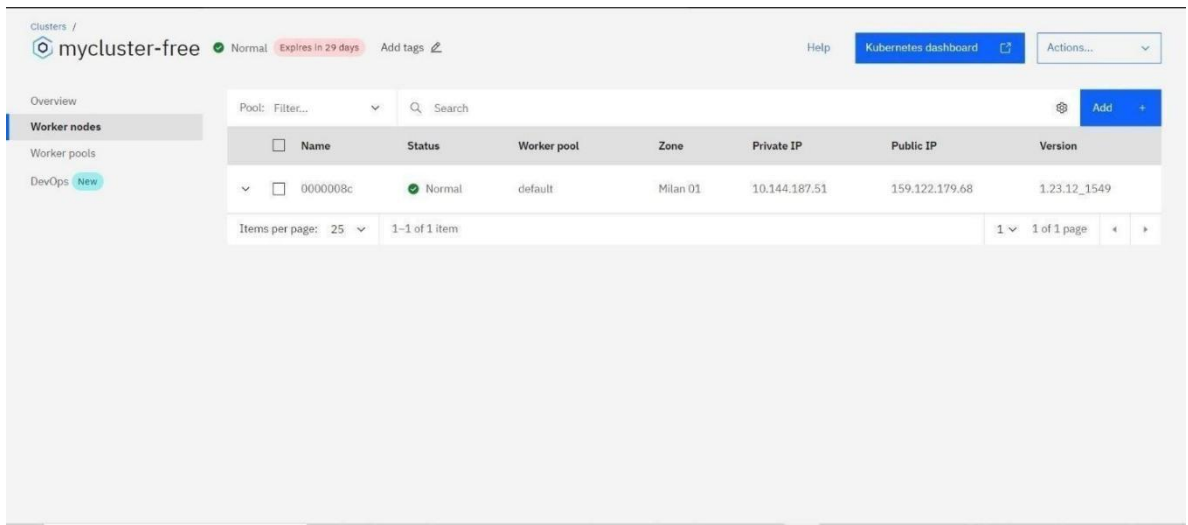 Clusters /
mycluster-free Normal Expires in 29 days Add tags Help Kubernetes dashboard Actions...
Overview
Worker nodes
Worker pools
DevOps New
Pool: Filter... Search Add +
Name Status Worker pool Zone Private IP Public IP Version
0000008c Normal default Milan 01 10.144.187.51 159.122.179.68 1.23.12_1549
Items per page: 25 1–1 of 1 item 1 1 of 1 page